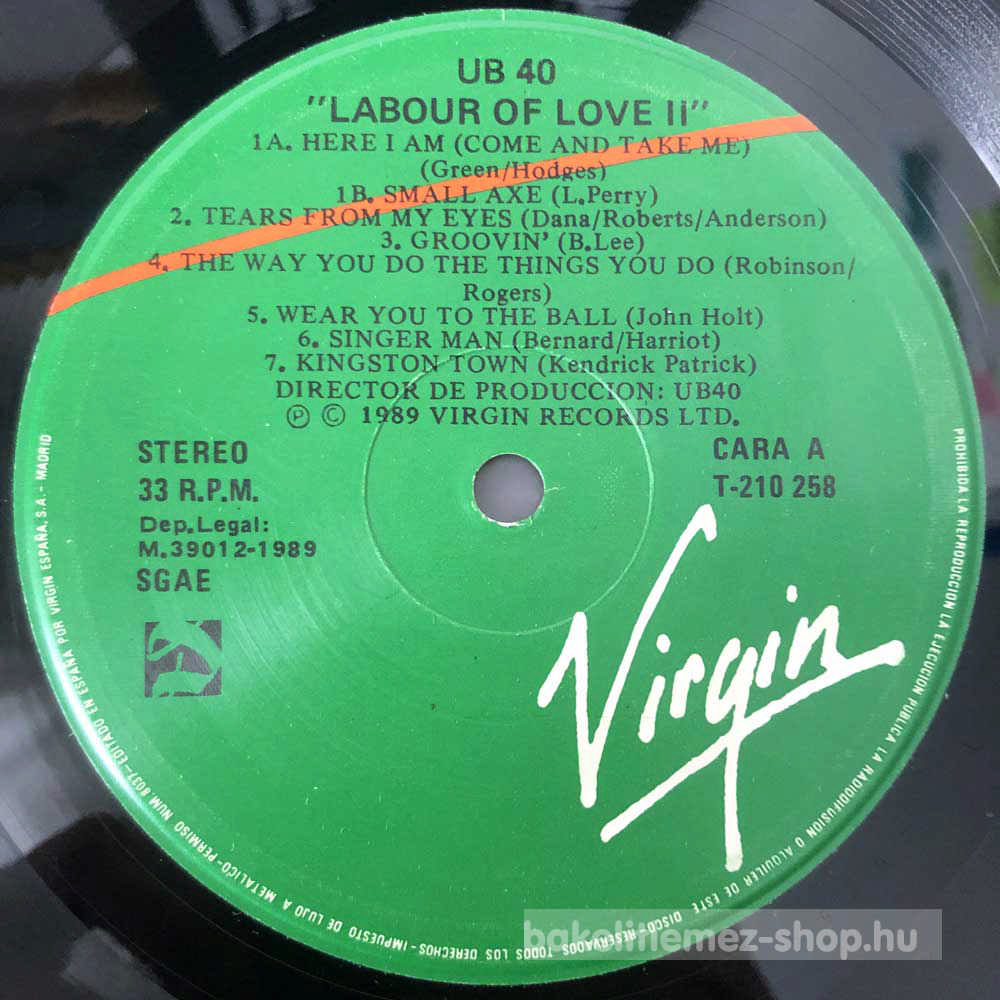 UB 40
"LABOUR OF LOVE II"
1A. HERE I AM (COME AND TAKE ME)
(Green/Hodges)
1B. SMALL AXE (L.Perry)
2. TEARS FROM MY EYES (Dana/Roberts/Anderson)
3. GROOVIN' (B.Lee)
4. THE WAY YOU DO THE THINGS YOU DO (Robinson/
Rogers)
5. WEAR YOU TO THE BALL (John Holt)
6. SINGER MAN (Bernard/Harriot)
7. KINGSTON TOWN (Kendrick Patrick)
DIRECTOR DE PRODUCCION: UB40
Ⓟ © 1989 VIRGIN RECORDS LTD.
STEREO
33 R.P.M.
Dep.Legal:
M.39012-1989
SGAE
CARA A
T-210 258
Virgin
PROHIBIDA LA REPRODUCCION LA EJECUCION PUBLICA LA RADIODIFUSION O ALQUILER DE ESTE DISCO-RESERVADOS TODOS LOS DERECHOS-IMPUESTO DE LUJO A METALICO-PERMISO NUM 8037-EDITADO EN ESPAÑA POR VIRGIN ESPAÑA, S.A.- MADRID
bakelitlemez-shop.hu